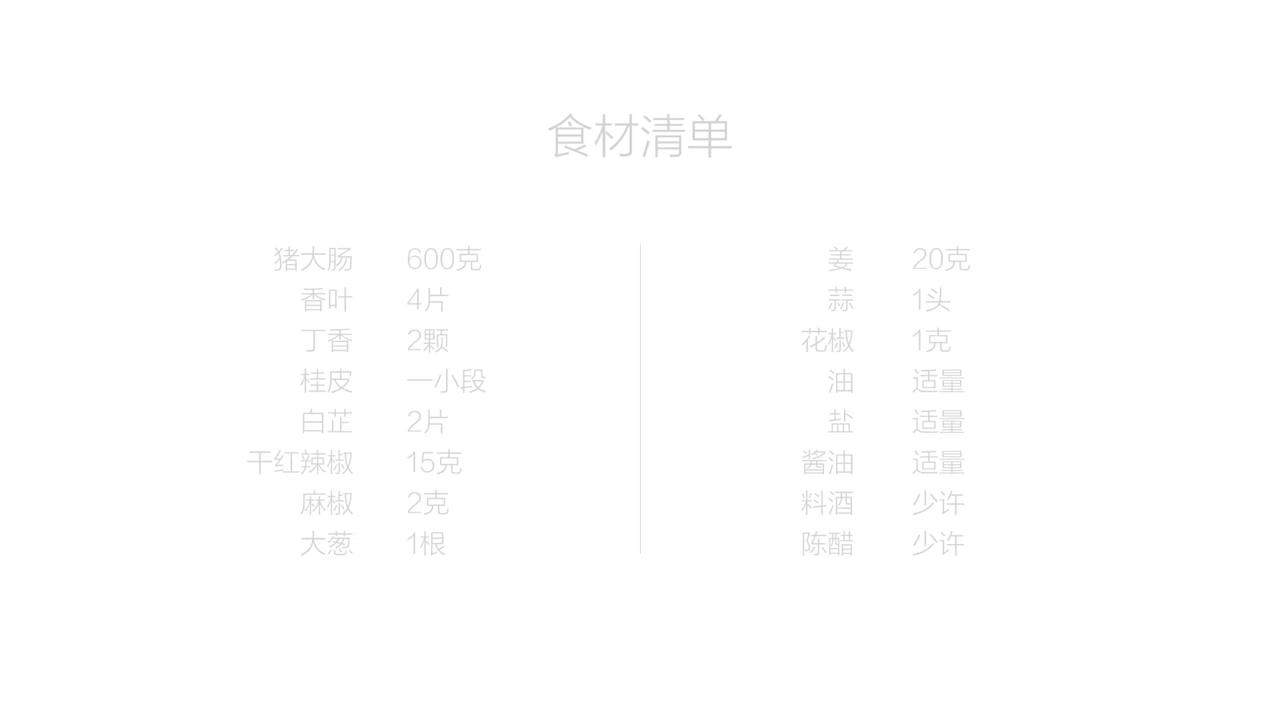 食材清单
猪大肠 600克
香叶 4片
丁香 2颗
桂皮 一小段
白芷 2片
干红辣椒 15克
麻椒 2克
大葱 1根
姜 20克
蒜 1头
花椒 1克
油 适量
盐 适量
酱油 适量
料酒 少许
陈醋 少许